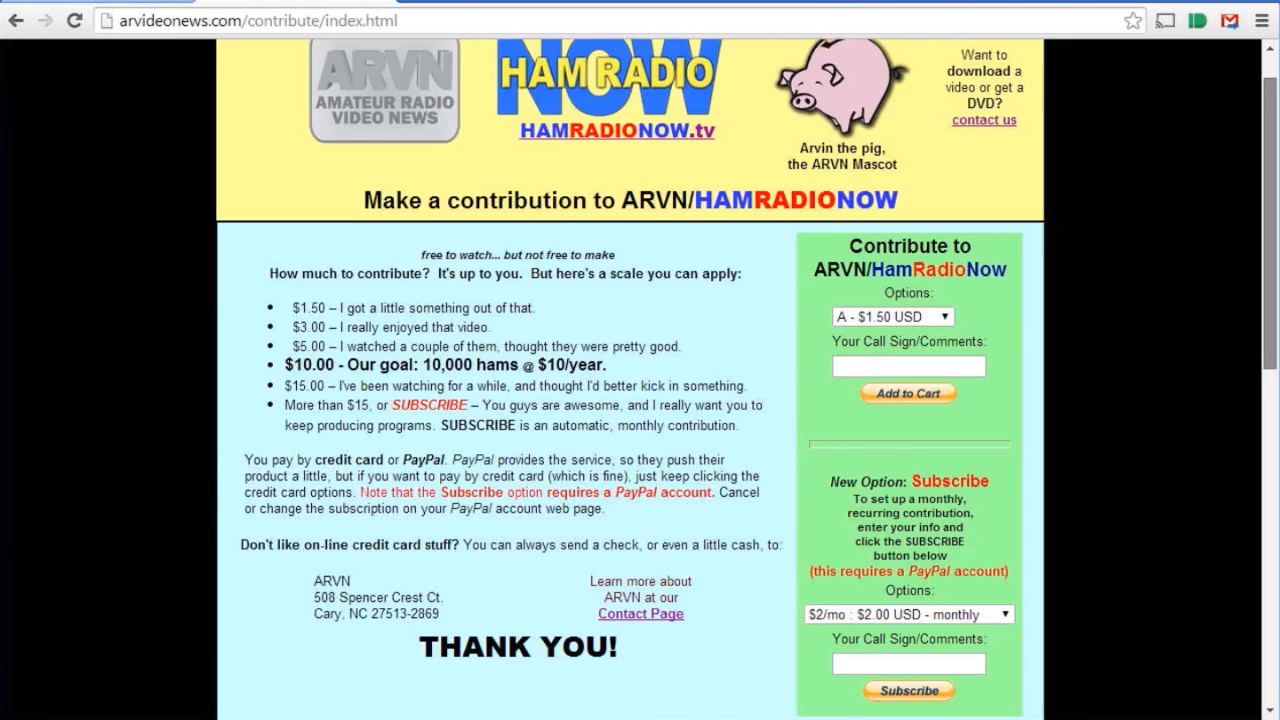 arvideonews.com/contribute/index.html
ARVN
AMATEUR RADIO
VIDEO NEWS
HAM RADIO
NOW
HAMRADIONOW.tv
Arvin the pig,
the ARVN Mascot
Want to
download a
video or get a
DVD?
contact us
Make a contribution to ARVN/HAMRADIONOW
free to watch... but not free to make
How much to contribute? It's up to you. But here's a scale you can apply:
• $1.50 – I got a little something out of that.
• $3.00 – I really enjoyed that video.
• $5.00 – I watched a couple of them, thought they were pretty good.
• $10.00 - Our goal: 10,000 hams @ $10/year.
• $15.00 – I've been watching for a while, and thought I'd better kick in something.
• More than $15, or SUBSCRIBE – You guys are awesome, and I really want you to
keep producing programs. SUBSCRIBE is an automatic, monthly contribution.
You pay by credit card or PayPal. PayPal provides the service, so they push their
product a little, but if you want to pay by credit card (which is fine), just keep clicking the
credit card options. Note that the Subscribe option requires a PayPal account. Cancel
or change the subscription on your PayPal account web page.
Don't like on-line credit card stuff? You can always send a check, or even a little cash, to:
ARVN
508 Spencer Crest Ct.
Cary, NC 27513-2869
Learn more about
ARVN at our
Contact Page
THANK YOU!
Contribute to
ARVN/HamRadioNow
Options:
A - $1.50 USD
Your Call Sign/Comments:
Add to Cart
New Option: Subscribe
To set up a monthly,
recurring contribution,
enter your info and
click the SUBSCRIBE
button below
(this requires a PayPal account)
Options:
$2/mo : $2.00 USD - monthly
Your Call Sign/Comments:
Subscribe